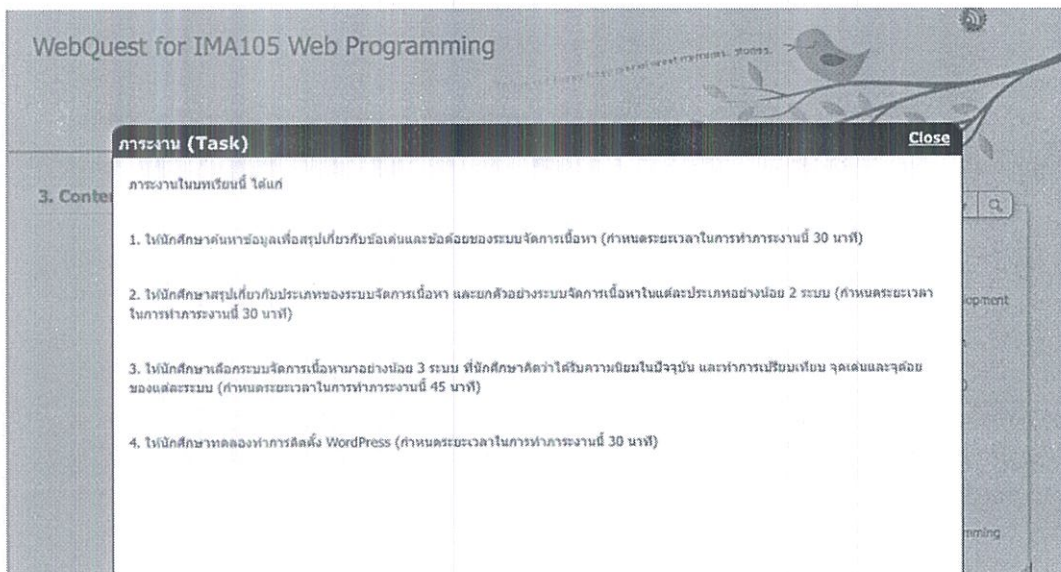 WebQuest for IMA105 Web Programming
stories.
ภาระงาน (Task)
Close
3. Conte
ภาระงานในบทเรียนนี้ ได้แก่
1. ให้นักศึกษาค้นหาข้อมูลเพื่อสรุปเกี่ยวกับข้อเด่นและข้อด้อยของระบบจัดการเนื้อหา (กำหนดระยะเวลาในการทำภาระงานนี้ 30 นาที)
2. ให้นักศึกษาสรุปเกี่ยวกับประเภทของระบบจัดการเนื้อหา และยกตัวอย่างระบบจัดการเนื้อหาในแต่ละประเภทอย่างน้อย 2 ระบบ (กำหนดระยะเวลา
ในการทำภาระงานนี้ 30 นาที)
opment
3. ให้นักศึกษาเลือกระบบจัดการเนื้อหามาอย่างน้อย 3 ระบบ ที่นักศึกษาคิดว่าได้รับความนิยมในปัจจุบัน และทำการเปรียบเทียบ จุดเด่นและจุด้อย
ของแต่ละระบบ (กำหนดระยะเวลาในการทำภาระงานนี้ 45 นาที)
4. ให้นักศึกษาทดลองทำการติดตั้ง WordPress (กำหนดระยะเวลาในการทำภาระงานนี้ 30 นาที)
mming